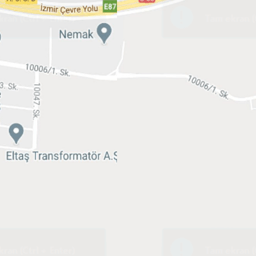 İzmir Çevre Yolu
E87
Nemak
10006/1. Sk.
10006/1. Sk.
10047. Sk.
Eltaş Transformatör A.Ş